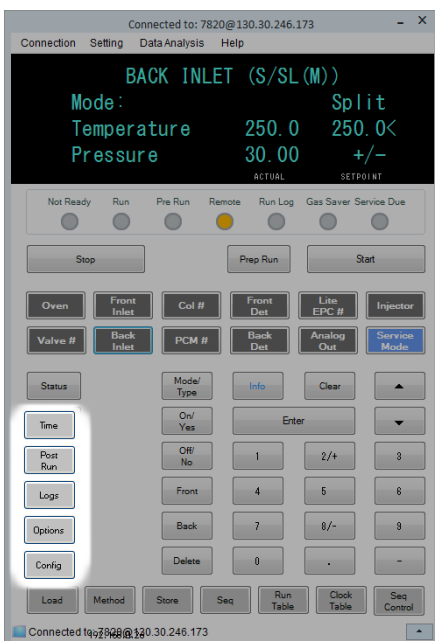 Connected to: 7820@130.30.246.173
Connection Setting Data Analysis Help
BACK INLET (S/SL(M))
Mode: Split
Temperature 250.0 250.0<
Pressure 30.00 +/-
ACTUAL SETPOINT
Not Ready Run Pre Run Remote Run Log Gas Saver Service Due
Stop Prep Run Start
Oven Front Inlet Col # Front Det Lite EPC # Injector
Valve # Back Inlet PCM # Back Det Analog Out Service Mode
Status Mode/Type Info Clear
Time On/Yes Enter
Post Run Off/No 1 2/+ 3
Logs Front 4 5 6
Options Back 7 8/- 9
Config Delete 0 . -
Load Method Store Seq Run Table Clock Table Seq Control
Connected to: 7820@130.30.246.173